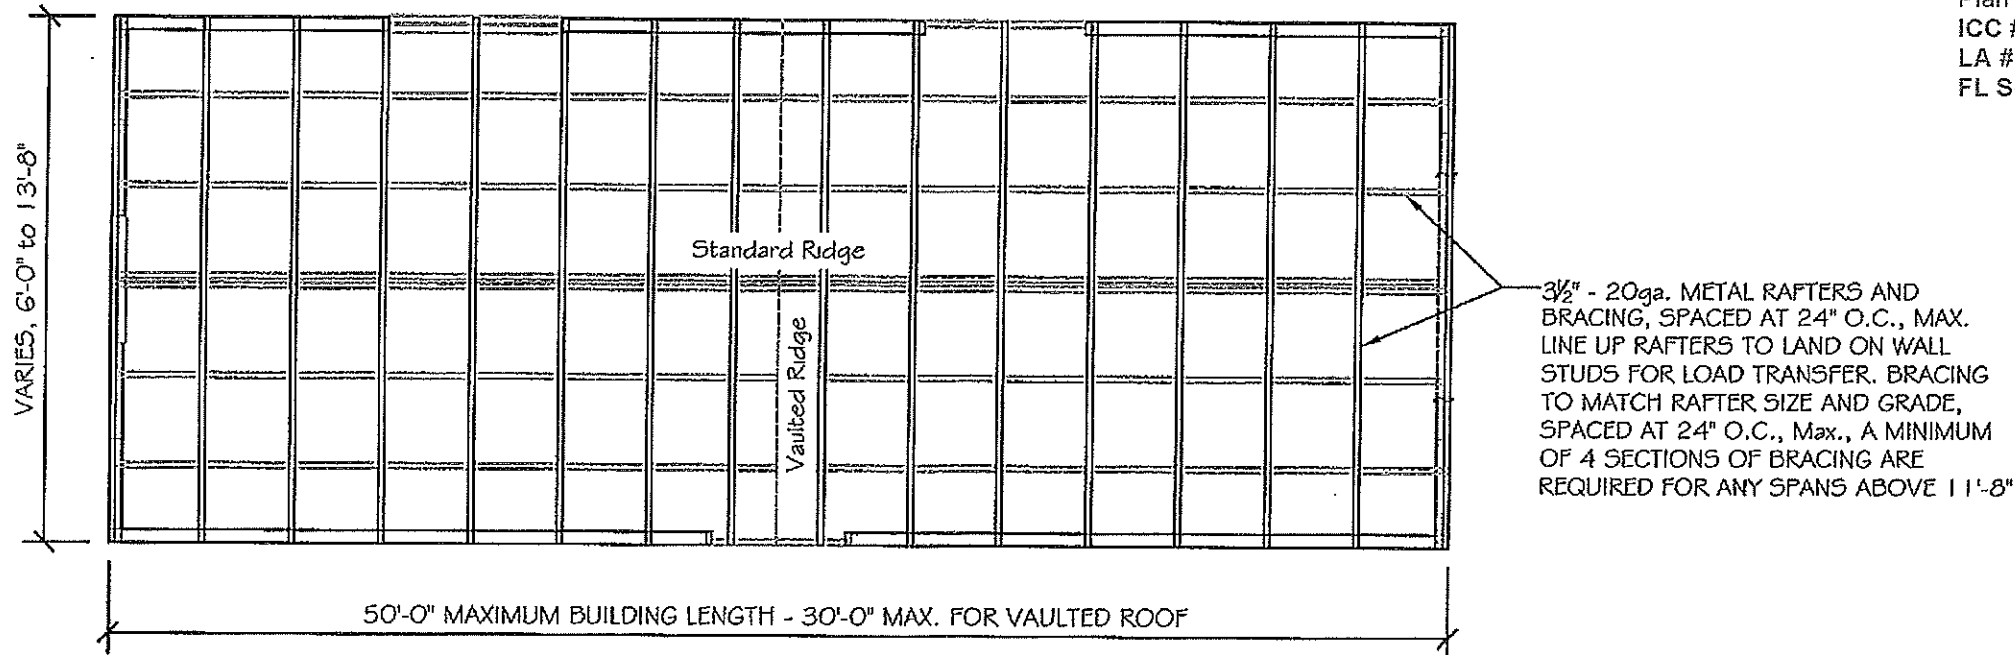 Plan
ICC #
LA #
FL S
VARIES, 6'-0" to 13'-8"
Standard Ridge
Vaulted Ridge
3½" - 20ga. METAL RAFTERS AND
BRACING, SPACED AT 24" O.C., MAX.
LINE UP RAFTERS TO LAND ON WALL
STUDS FOR LOAD TRANSFER. BRACING
TO MATCH RAFTER SIZE AND GRADE,
SPACED AT 24" O.C., Max., A MINIMUM
OF 4 SECTIONS OF BRACING ARE
REQUIRED FOR ANY SPANS ABOVE 11'-8"
50'-0" MAXIMUM BUILDING LENGTH - 30'-0" MAX. FOR VAULTED ROOF